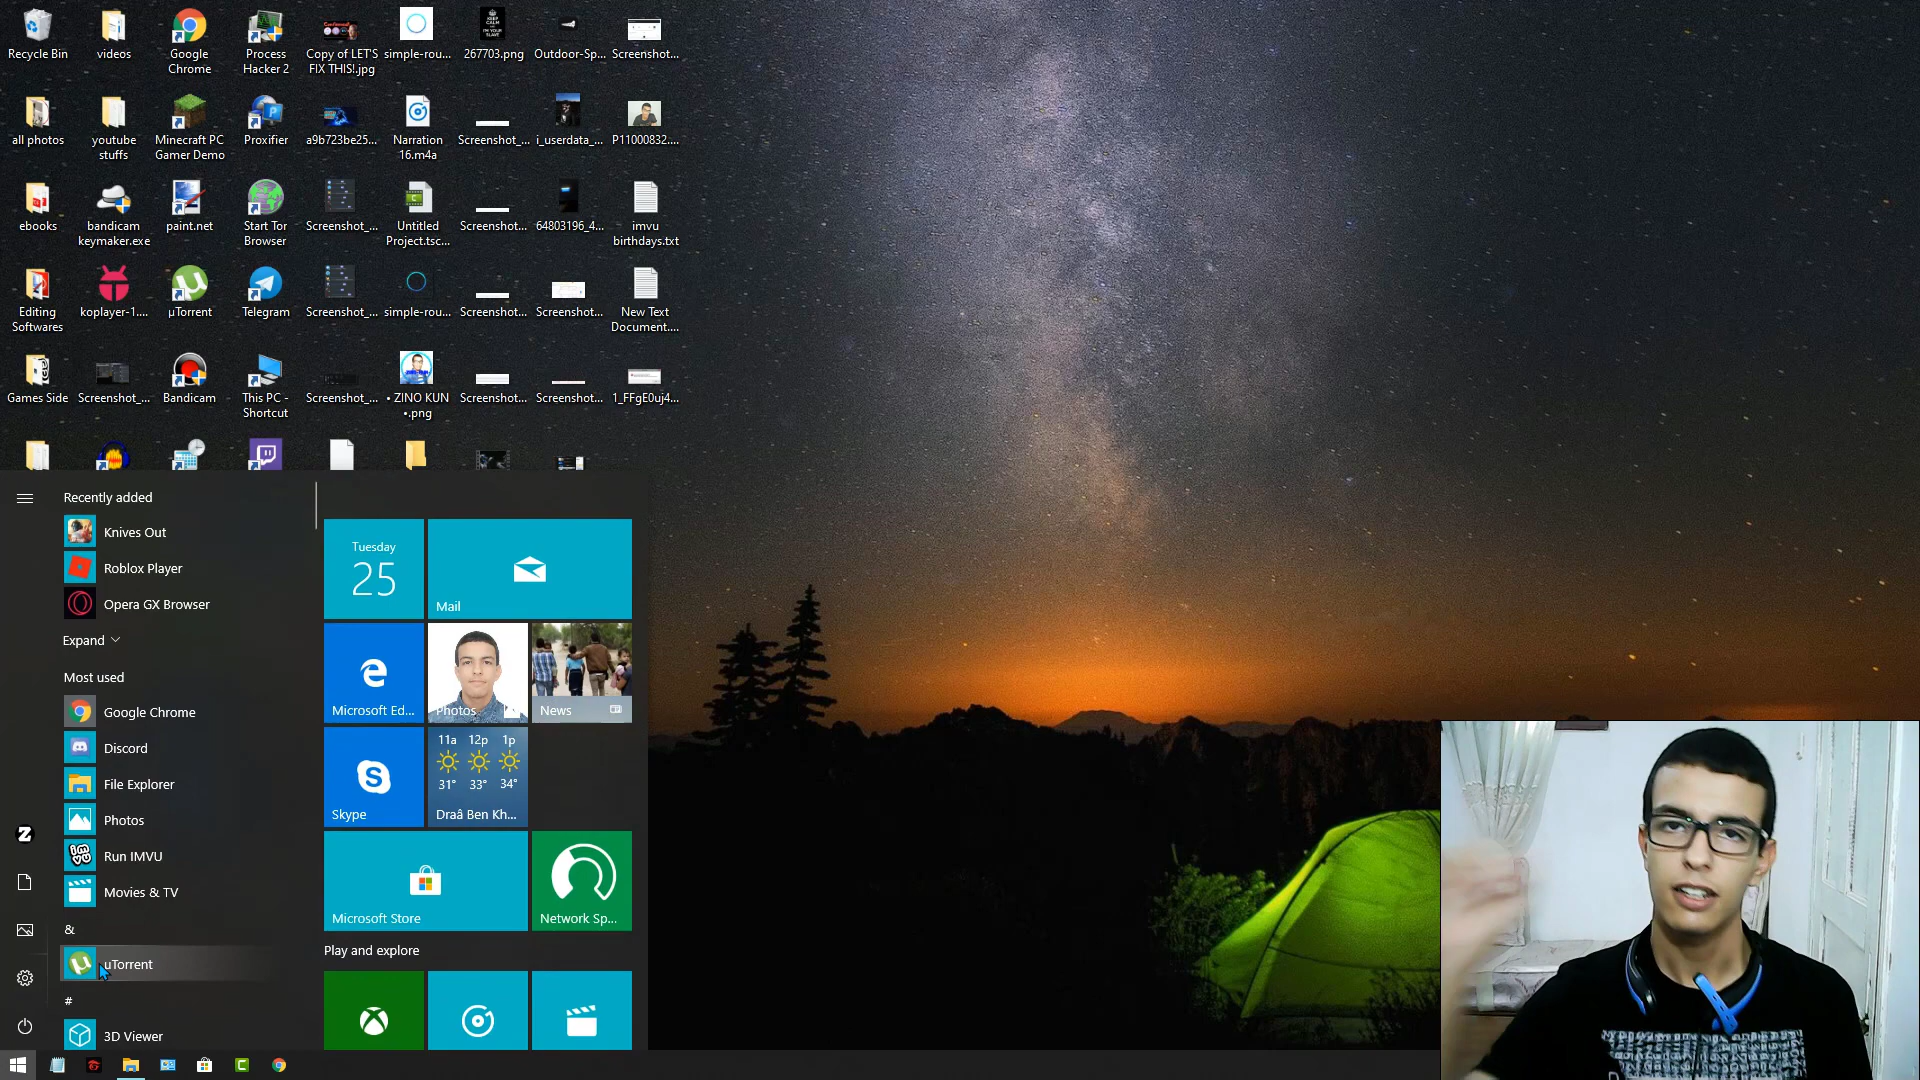 Recycle Bin
videos
Google
Chrome
Process
Hacker 2
Copy of LET'S
FIX THIS!.jpg
simple-rou...
267703.png
Outdoor-Sp...
Screenshot...
KEEP
CALM
I'M YOUR
SLAVE
all photos
youtube
stuffs
Minecraft PC
Gamer Demo
Proxifier
a9b723be25...
Narration
16.m4a
Screenshot_...
i_userdata_...
P11000832....
ebooks
bandicam
keymaker.exe
paint.net
Start Tor
Browser
Screenshot_...
Untitled
Project.tsc...
Screenshot...
64803196_4...
imvu
birthdays.txt
Editing
Softwares
koplayer-1....
µTorrent
Telegram
Screenshot_...
simple-rou...
Screenshot...
Screenshot...
New Text
Document....
Games Side
Screenshot_...
Bandicam
This PC -
Shortcut
Screenshot_...
• ZINO KUN
•.png
Screenshot...
Screenshot...
1_FFgE0uj4...
Recently added
Knives Out
Roblox Player
Opera GX Browser
Expand
Most used
Google Chrome
Discord
File Explorer
Photos
Run IMVU
Movies & TV
&
uTorrent
#
3D Viewer
Tuesday
25
Mail
Microsoft Ed...
Photos
News
Skype
11a 12p 1p
31° 33° 34°
Draâ Ben Kh...
Microsoft Store
Network Sp...
Play and explore